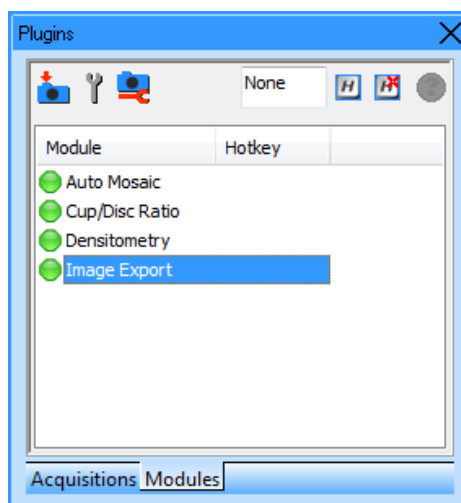 Plugins
None
H H
Module Hotkey
Auto Mosaic
Cup/Disc Ratio
Densitometry
Image Export
Acquisitions Modules